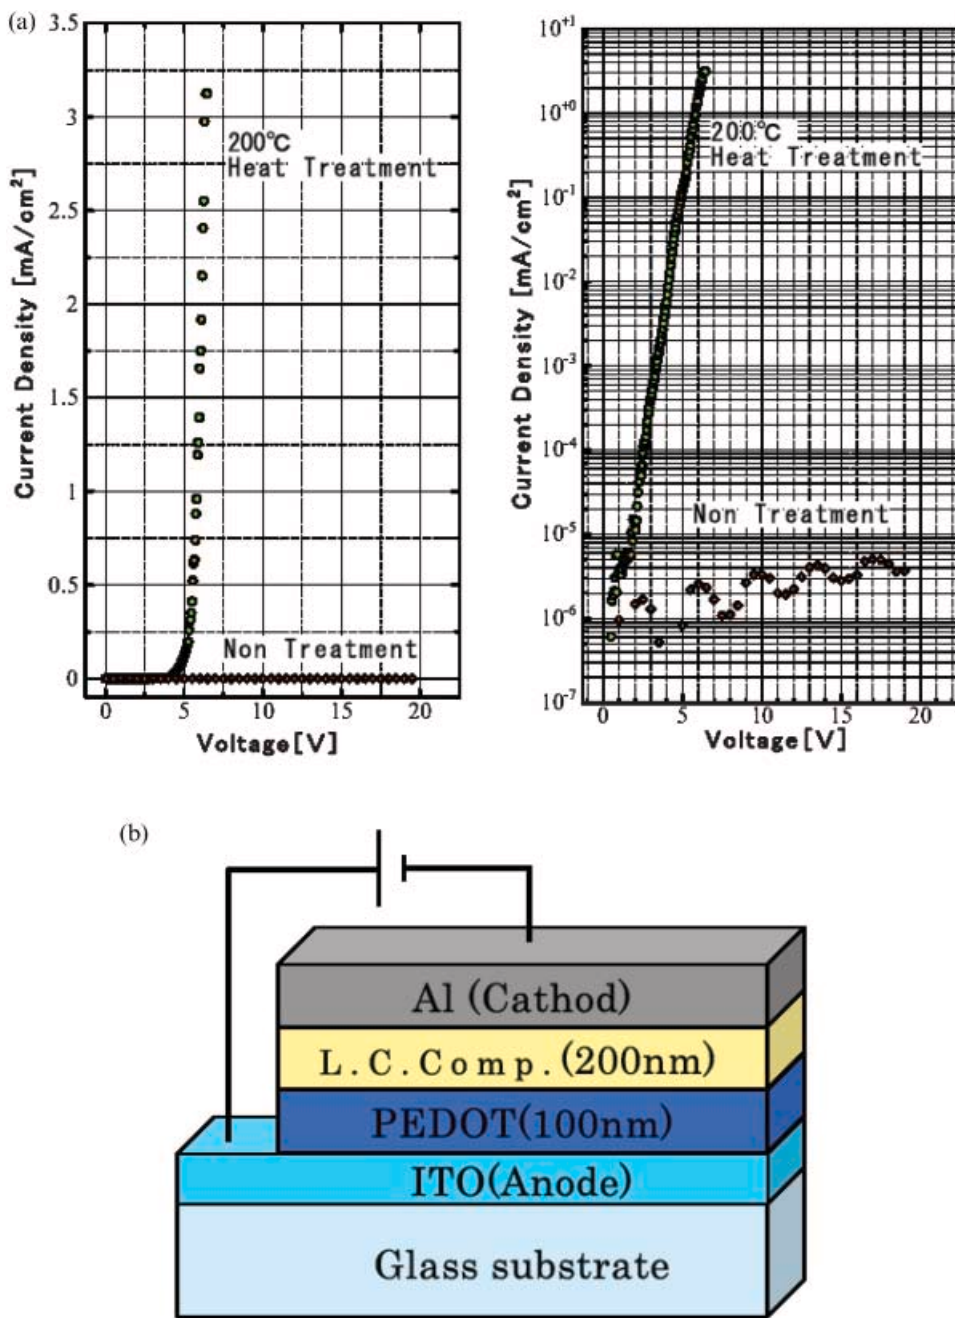 (a)
3.5
3
2.5
2
1.5
1
0.5
0
Current Density [mA/cm²]
200℃
Heat Treatment
Non Treatment
0 5 10 15 20
Voltage[V]
10⁺¹
10⁺⁰
10⁻¹
10⁻²
10⁻³
10⁻⁴
10⁻⁵
10⁻⁶
10⁻⁷
Current Density [mA/cm²]
200℃
Heat Treatment
Non Treatment
0 5 10 15 20
Voltage[V]
(b)
Al (Cathod)
L.C.Comp.(200nm)
PEDOT(100nm)
ITO(Anode)
Glass substrate